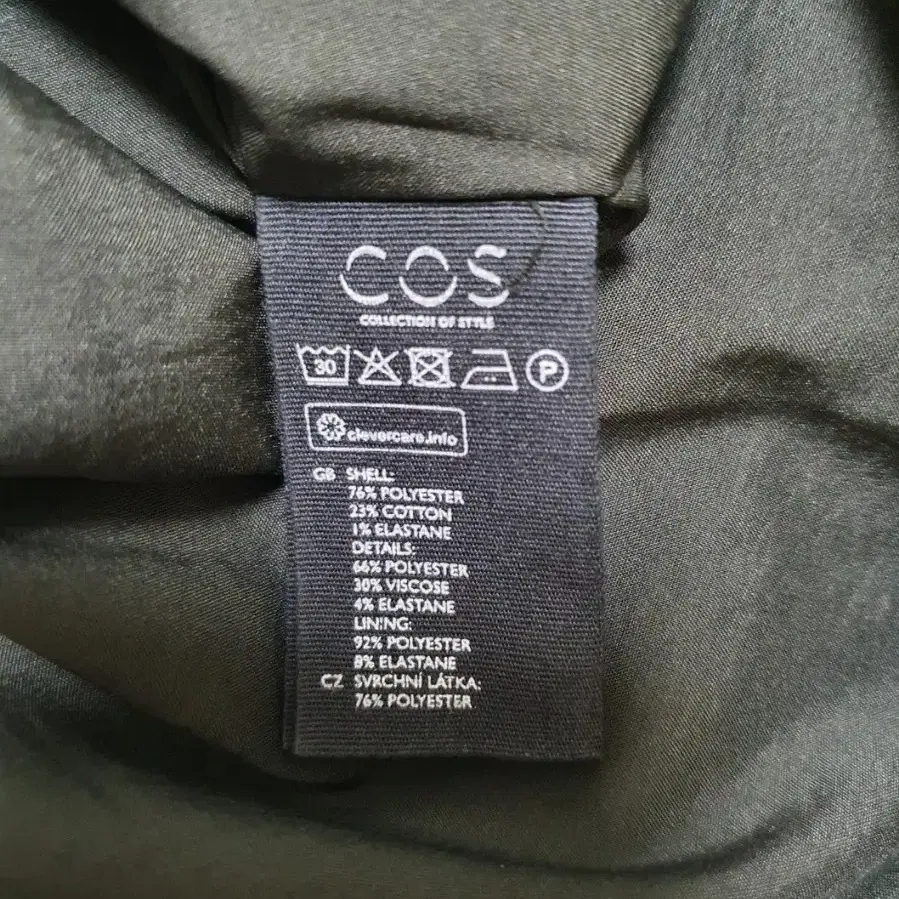 COS
COLLECTION OF STYLE
30 P
clevercare.info
GB SHELL:
76% POLYESTER
23% COTTON
1% ELASTANE
DETAILS:
66% POLYESTER
30% VISCOSE
4% ELASTANE
LINING:
92% POLYESTER
8% ELASTANE
CZ SVRCHNÍ LÁTKA:
76% POLYESTER